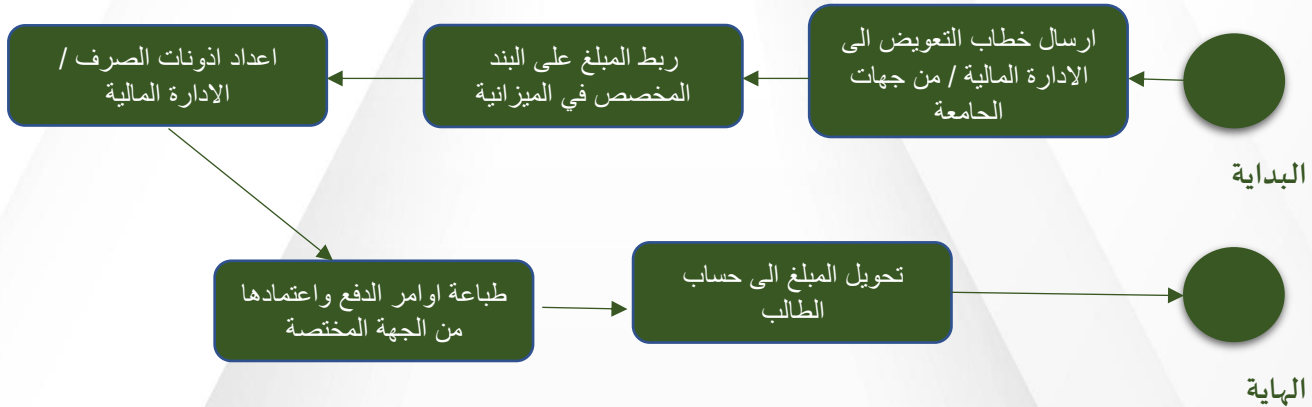 ارسال خطاب التعويض الى
الادارة المالية / من جهات
الجامعة
ربط المبلغ على البند
المخصص في الميزانية
اعداد اذونات الصرف /
الادارة المالية
البداية
طباعة اوامر الدفع واعتمادها
من الجهة المختصة
تحويل المبلغ الى حساب
الطالب
الهاية